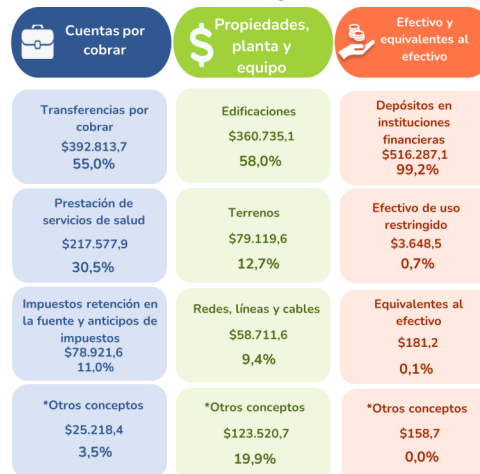 Cuentas por
cobrar
Transferencias por
cobrar
$392.813,7
55,0%
Prestación de
servicios de salud
$217.577,9
30,5%
Impuestos retención en
la fuente y anticipos de
impuestos
$78.921,6
11,0%
*Otros conceptos
$25.218,4
3,5%
Propiedades,
planta y
equipo
Edificaciones
$360.735,1
58,0%
Terrenos
$79.119,6
12,7%
Redes, líneas y cables
$58.711,6
9,4%
*Otros conceptos
$123.520,7
19,9%
Efectivo y
equivalentes al
efectivo
Depósitos en
instituciones
financieras
$516.287,1
99,2%
Efectivo de uso
restringido
$3.648,5
0,7%
Equivalentes al
efectivo
$181,2
0,1%
*Otros conceptos
$158,7
0,0%